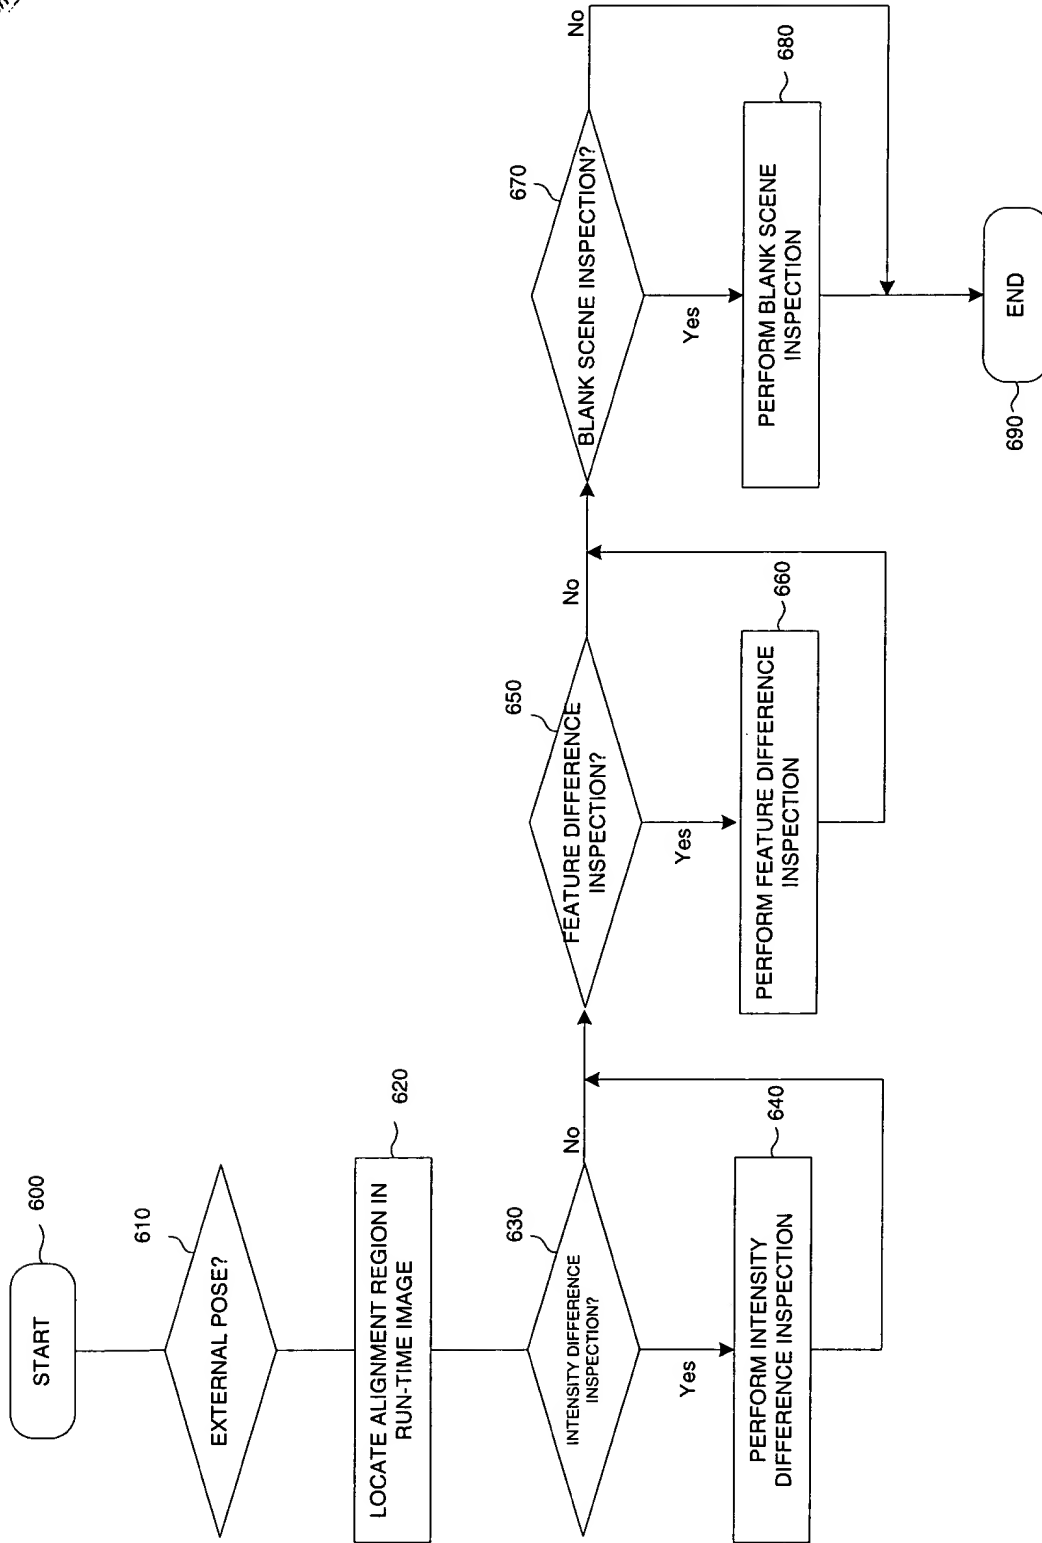 START
600
EXTERNAL POSE?
610
LOCATE ALIGNMENT REGION IN
RUN-TIME IMAGE
620
INTENSITY DIFFERENCE
INSPECTION?
630
No
Yes
PERFORM INTENSITY
DIFFERENCE INSPECTION
640
FEATURE DIFFERENCE
INSPECTION?
650
No
Yes
PERFORM FEATURE DIFFERENCE
INSPECTION
660
BLANK SCENE INSPECTION?
670
No
Yes
PERFORM BLANK SCENE
INSPECTION
680
END
690